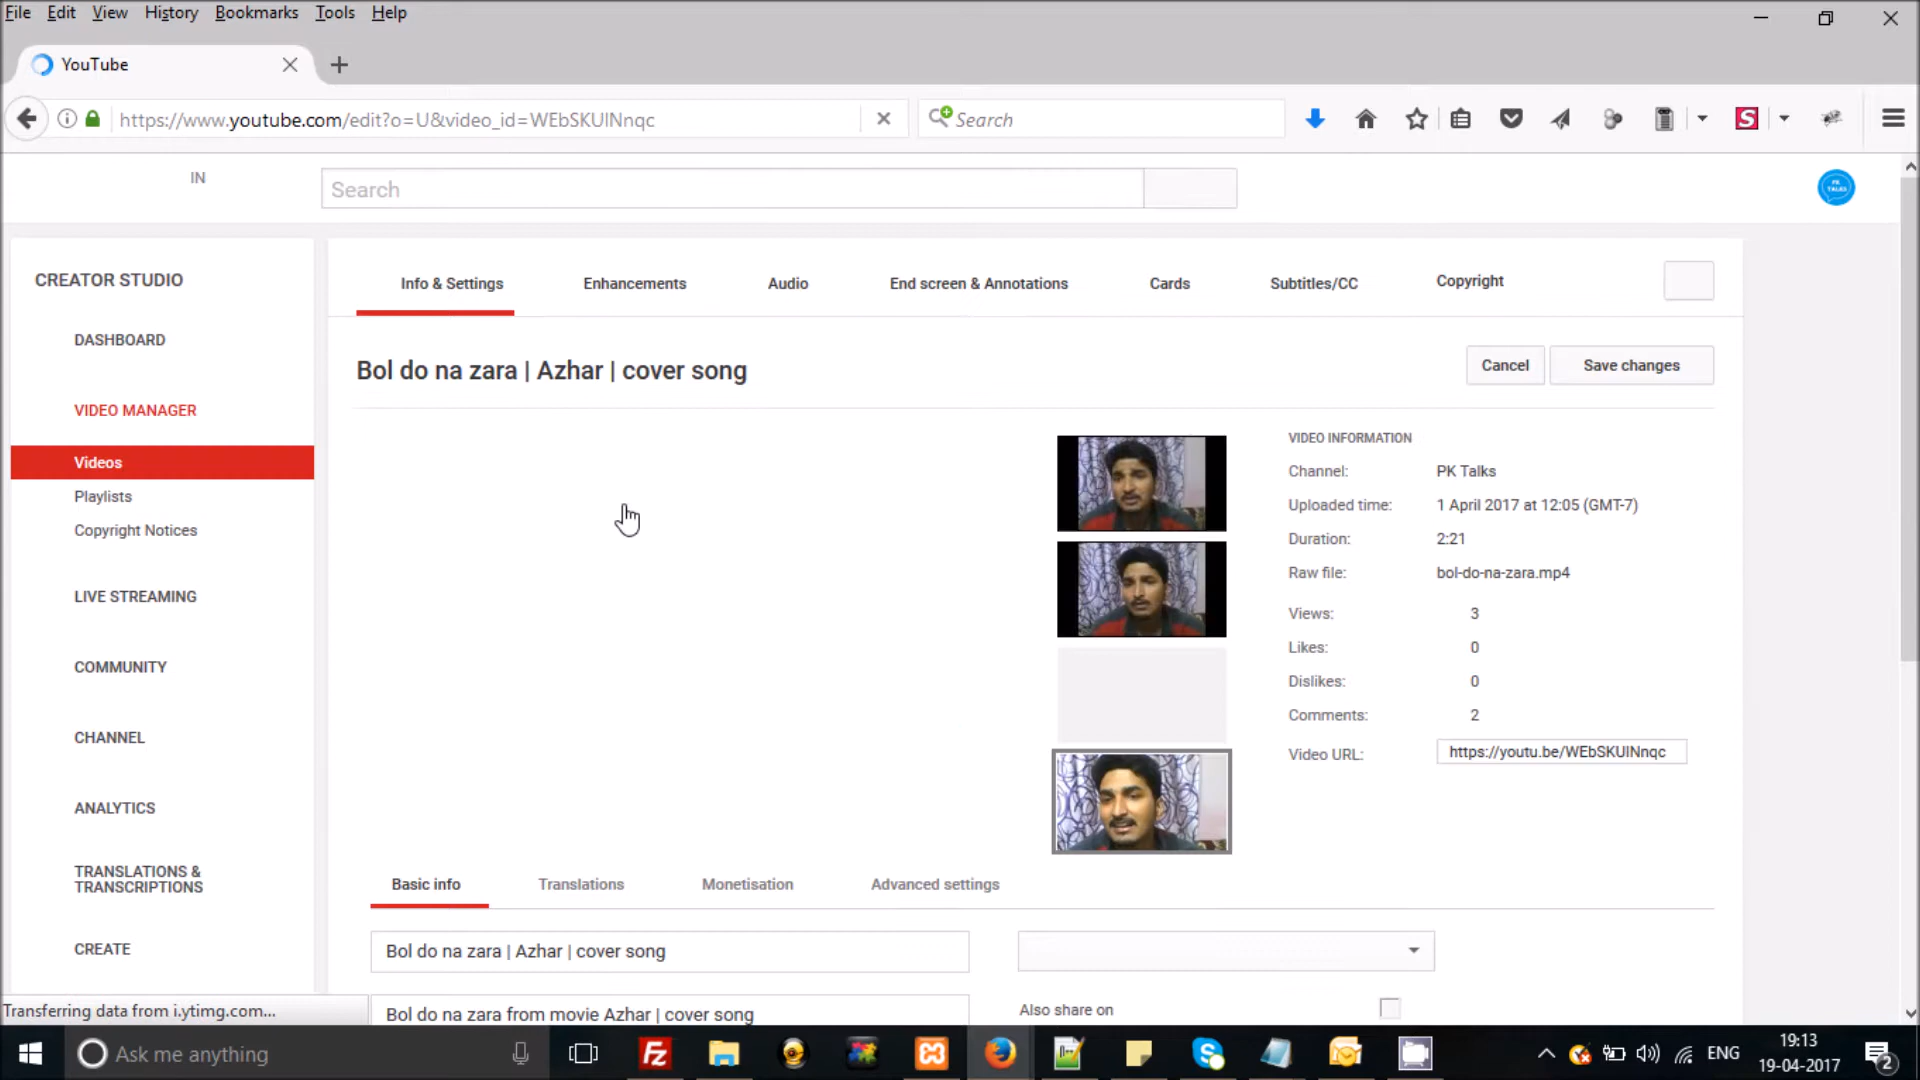 File Edit View History Bookmarks Tools Help
YouTube
https://www.youtube.com/edit?o=U&video_id=WEbSKUlNnqc
Search
IN
Search
PK TALKS
CREATOR STUDIO
DASHBOARD
VIDEO MANAGER
Videos
Playlists
Copyright Notices
LIVE STREAMING
COMMUNITY
CHANNEL
ANALYTICS
TRANSLATIONS &
TRANSCRIPTIONS
CREATE
Info & Settings Enhancements Audio End screen & Annotations Cards Subtitles/CC Copyright
Bol do na zara | Azhar | cover song
Cancel Save changes
VIDEO INFORMATION
Channel: PK Talks
Uploaded time: 1 April 2017 at 12:05 (GMT-7)
Duration: 2:21
Raw file: bol-do-na-zara.mp4
Views: 3
Likes: 0
Dislikes: 0
Comments: 2
Video URL: https://youtu.be/WEbSKUlNnqc
Basic info Translations Monetisation Advanced settings
Bol do na zara | Azhar | cover song
Bol do na zara from movie Azhar | cover song
Also share on
Transferring data from i.ytimg.com...
Ask me anything
ENG
19:13
19-04-2017
2